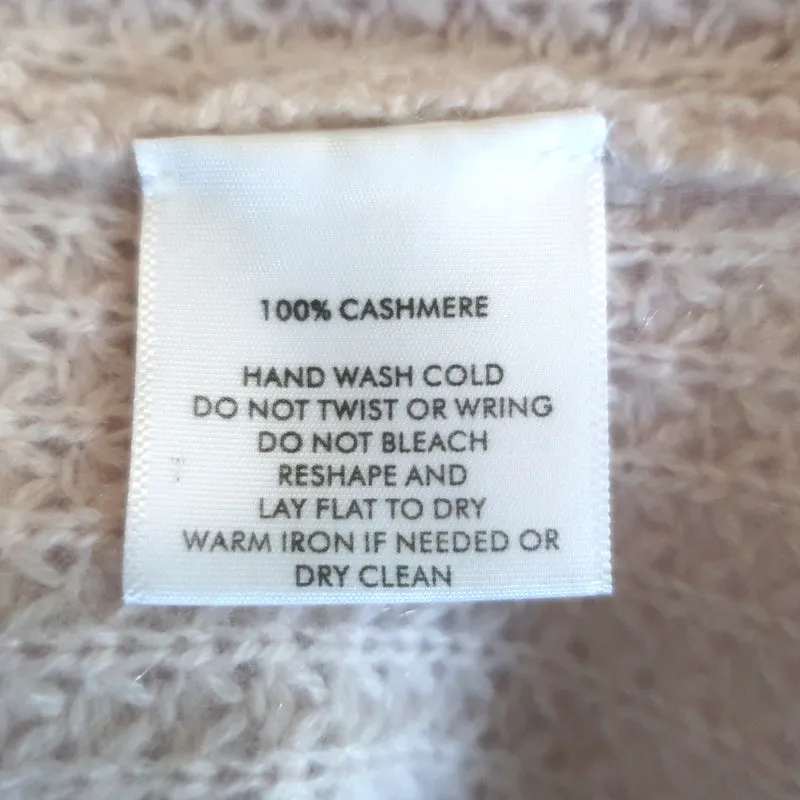 100% CASHMERE
HAND WASH COLD
DO NOT TWIST OR WRING
DO NOT BLEACH
RESHAPE AND
LAY FLAT TO DRY
WARM IRON IF NEEDED OR
DRY CLEAN